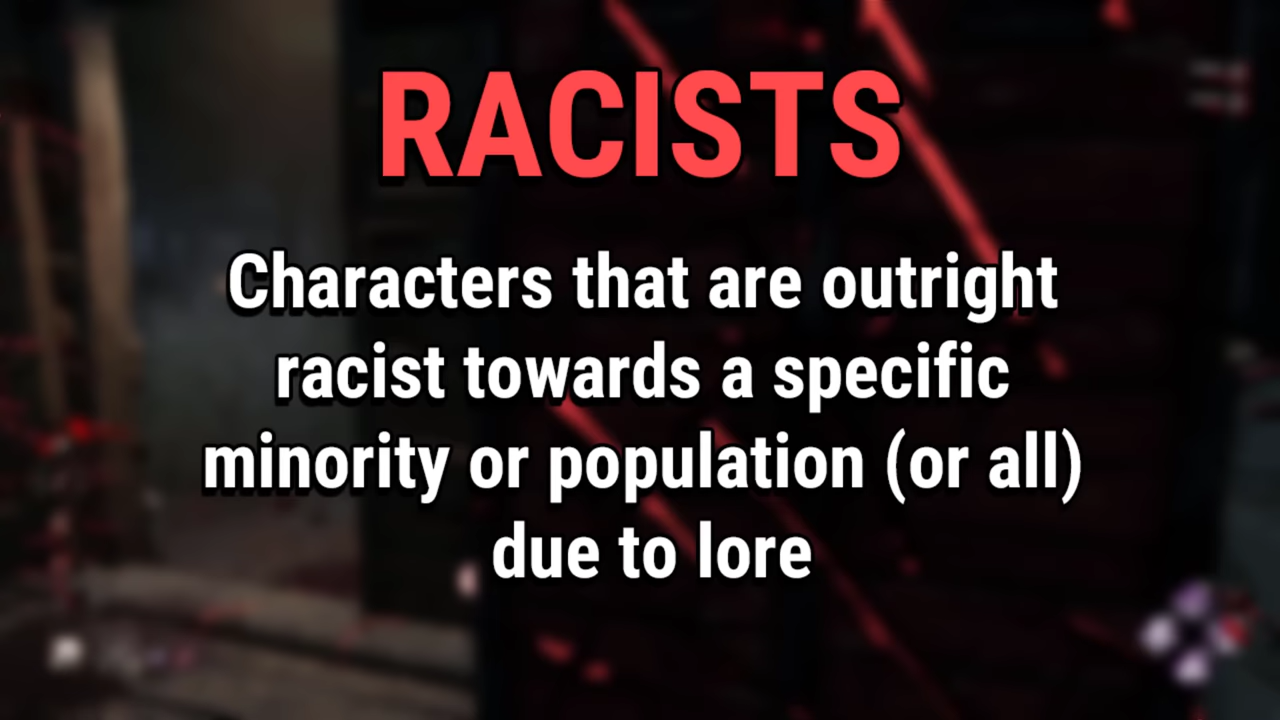 RACISTS
Characters that are outright
racist towards a specific
minority or population (or all)
due to lore